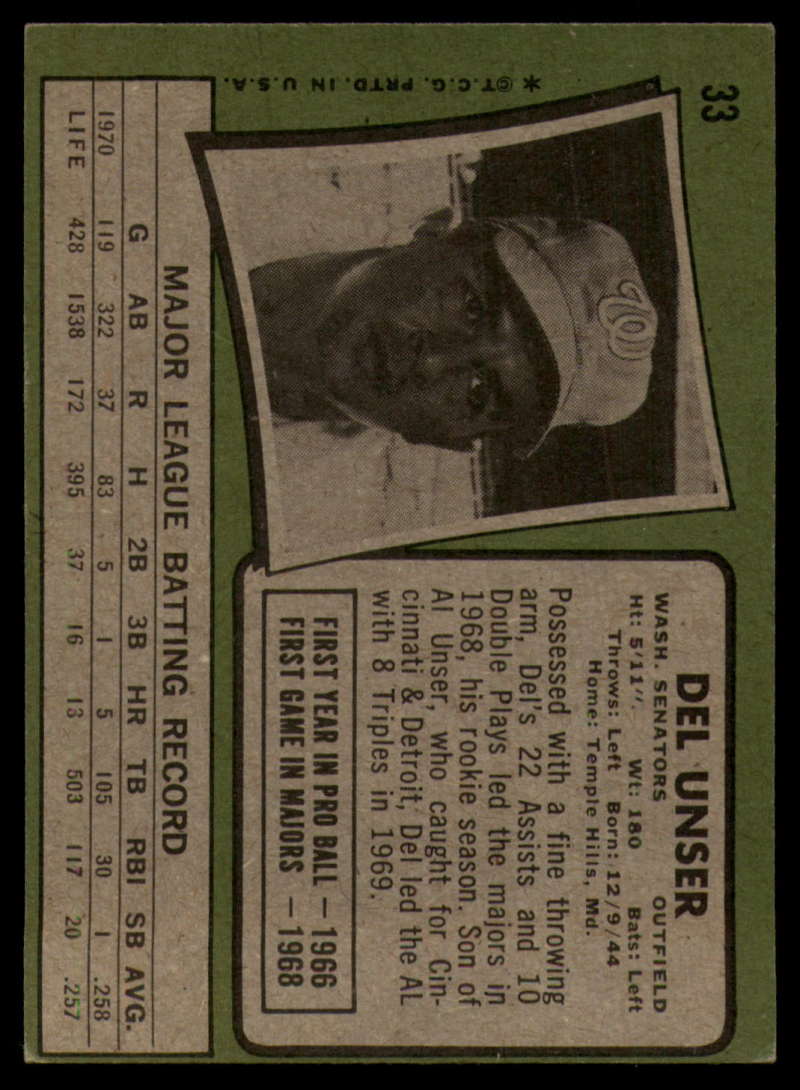 33
DEL UNSER
WASH. SENATORS OUTFIELD
Ht: 5'11". Wt: 180 Bats: Left
Throws: Left Born: 12/9/44
Home: Temple Hills, Md.
Possessed with a fine throwing
arm, Del's 22 Assists and 10
Double Plays led the majors in
1968, his rookie season. Son of
Al Unser, who caught for Cin-
cinnati & Detroit, Del led the AL
with 8 Triples in 1969.
FIRST YEAR IN PRO BALL — 1966
FIRST GAME IN MAJORS — 1968
W
✶ ©T.C.G. PRTD. IN U.S.A.
MAJOR LEAGUE BATTING RECORD
G AB R H 2B 3B HR TB RBI SB AVG.
1970 119 322 37 83 5 1 5 105 30 1 .258
LIFE 428 1538 172 395 37 16 13 503 117 20 .257